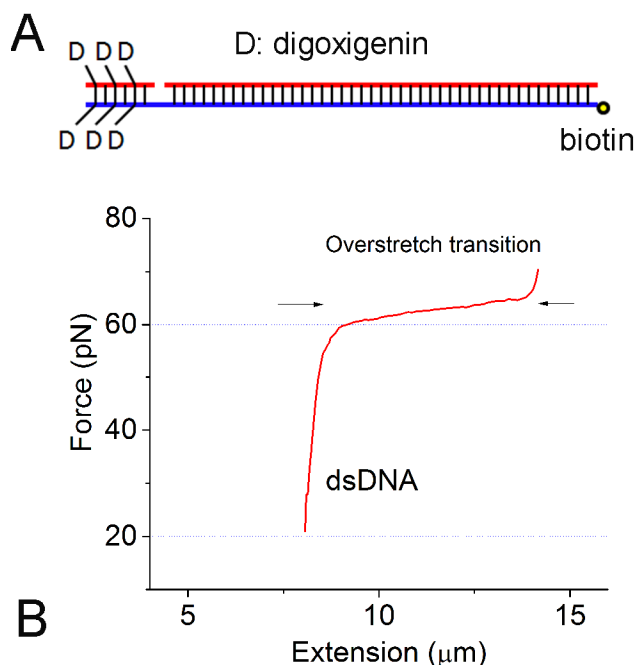 A
D: digoxigenin
D D D
D D D
biotin
80
Overstretch transition
60
Force (pN)
40
dsDNA
20
5 10 15
B
Extension (μm)